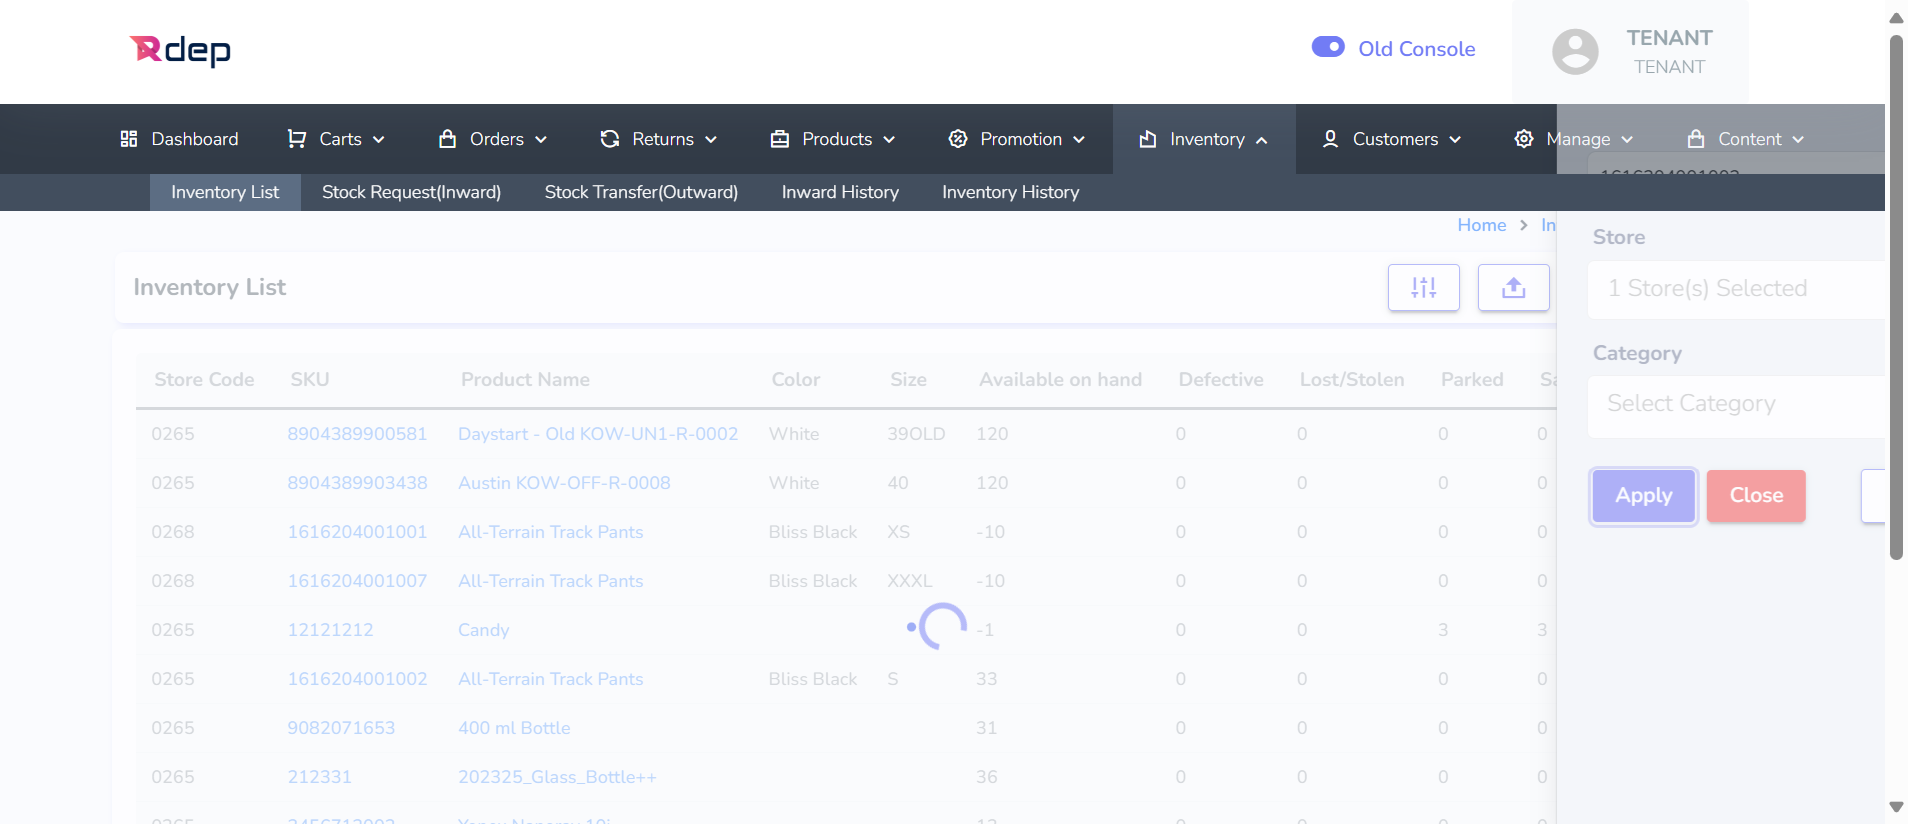 Rdep
Old Console
TENANT
TENANT
Dashboard
Carts
Orders
Returns
Products
Promotion
Inventory
Customers
Manage
Content
Inventory List
Stock Request(Inward)
Stock Transfer(Outward)
Inward History
Inventory History
Home > In
Inventory List
Store
1 Store(s) Selected
Category
Select Category
Apply
Close
Store Code SKU Product Name Color Size Available on hand Defective Lost/Stolen Parked Sa
0265 8904389900581 Daystart - Old KOW-UN1-R-0002 White 39OLD 120 0 0 0 0
0265 8904389903438 Austin KOW-OFF-R-0008 White 40 120 0 0 0 0
0268 1616204001001 All-Terrain Track Pants Bliss Black XS -10 0 0 0 0
0268 1616204001007 All-Terrain Track Pants Bliss Black XXXL -10 0 0 0 0
0265 12121212 Candy -1 0 0 3 3
0265 1616204001002 All-Terrain Track Pants Bliss Black S 33 0 0 0 0
0265 9082071653 400 ml Bottle 31 0 0 0 0
0265 212331 202325_Glass_Bottle++ 36 0 0 0 0